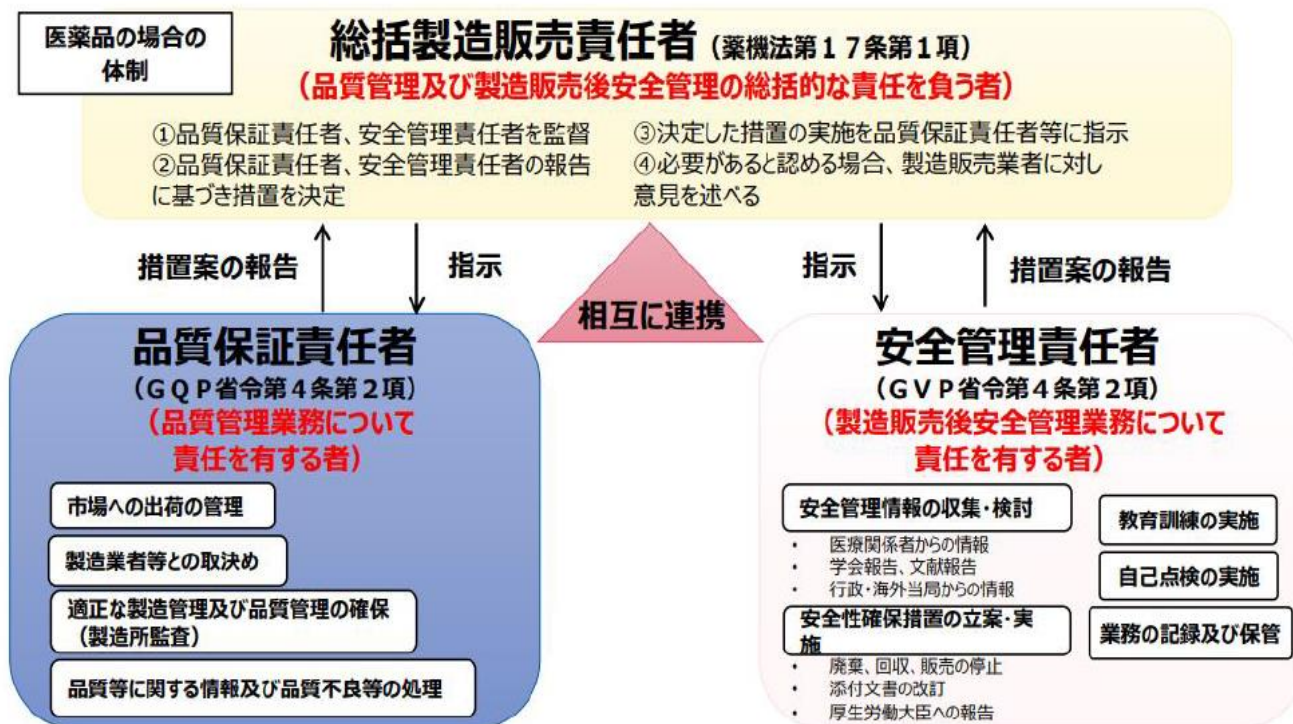 医薬品の場合の
体制
総括製造販売責任者（薬機法第１７条第１項）
（品質管理及び製造販売後安全管理の総括的な責任を負う者）
①品質保証責任者、安全管理責任者を監督
②品質保証責任者、安全管理責任者の報告
に基づき措置を決定
③決定した措置の実施を品質保証責任者等に指示
④必要があると認める場合、製造販売業者に対し
意見を述べる
措置案の報告
指示
相互に連携
指示
措置案の報告
品質保証責任者
（ＧＱＰ省令第４条第２項）
（品質管理業務について
責任を有する者）
市場への出荷の管理
製造業者等との取決め
適正な製造管理及び品質管理の確保
（製造所監査）
品質等に関する情報及び品質不良等の処理
安全管理責任者
（ＧＶＰ省令第４条第２項）
（製造販売後安全管理業務について
責任を有する者）
安全管理情報の収集・検討
• 医療関係者からの情報
• 学会報告、文献報告
• 行政・海外当局からの情報
安全性確保措置の立案・実
施
• 廃棄、回収、販売の停止
• 添付文書の改訂
• 厚生労働大臣への報告
教育訓練の実施
自己点検の実施
業務の記録及び保管